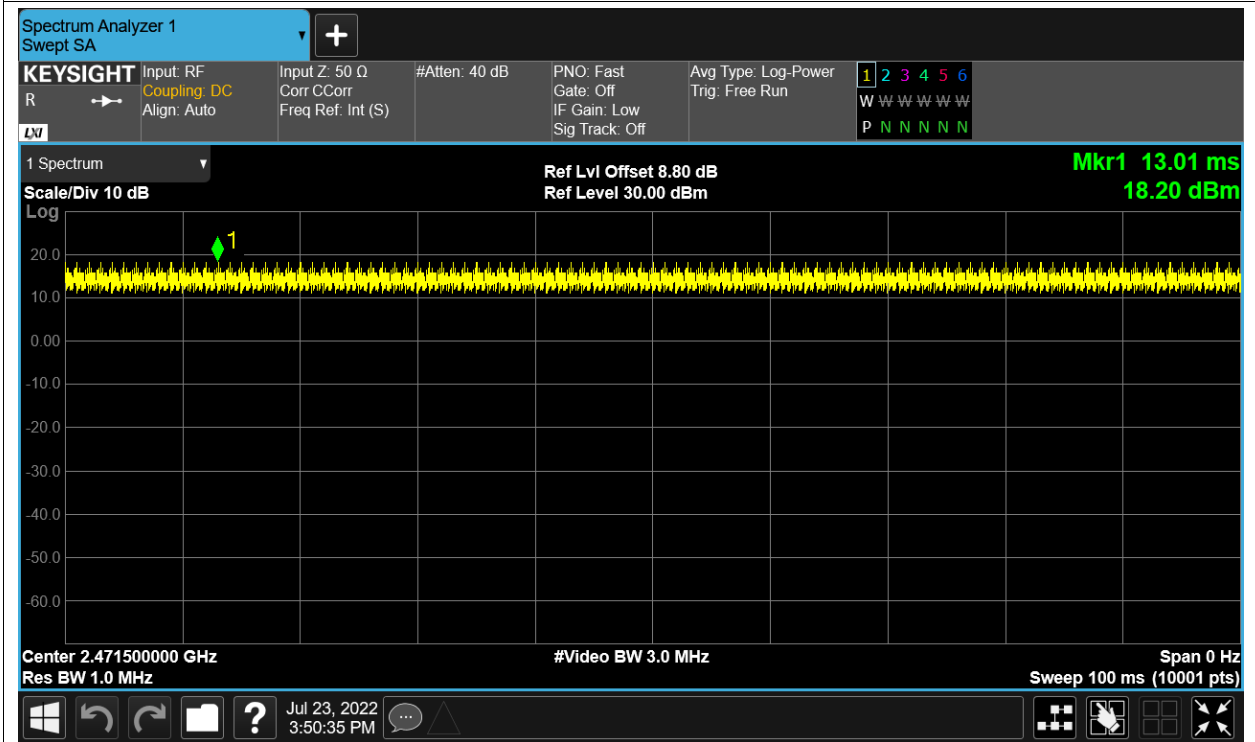 Spectrum Analyzer 1
Swept SA
KEYSIGHT
R
LXI
Input: RF
Coupling: DC
Align: Auto
Input Z: 50 Ω
Corr CCorr
Freq Ref: Int (S)
#Atten: 40 dB
PNO: Fast
Gate: Off
IF Gain: Low
Sig Track: Off
Avg Type: Log-Power
Trig: Free Run
1 2 3 4 5 6
W W W W W W
P N N N N N
1 Spectrum
Scale/Div 10 dB
Log
Ref Lvl Offset 8.80 dB
Ref Level 30.00 dBm
Mkr1 13.01 ms
18.20 dBm
1
20.0
10.0
0.00
-10.0
-20.0
-30.0
-40.0
-50.0
-60.0
Center 2.471500000 GHz
#Video BW 3.0 MHz
Span 0 Hz
Res BW 1.0 MHz
Sweep 100 ms (10001 pts)
?
Jul 23, 2022
3:50:35 PM